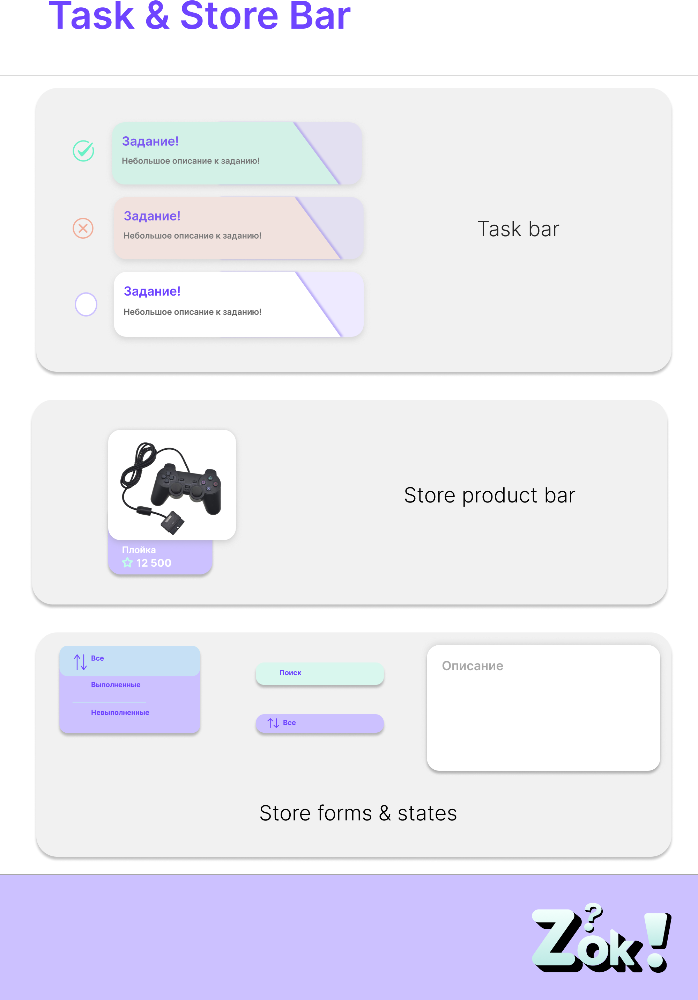 Task & Store Bar
Задание!
Небольшое описание к заданию!
Задание!
Небольшое описание к заданию!
Task bar
Задание!
Небольшое описание к заданию!
Store product bar
Плойка
12 500
Все
Выполненные
Невыполненные
Поиск
Все
Описание
Store forms & states
Zok?!